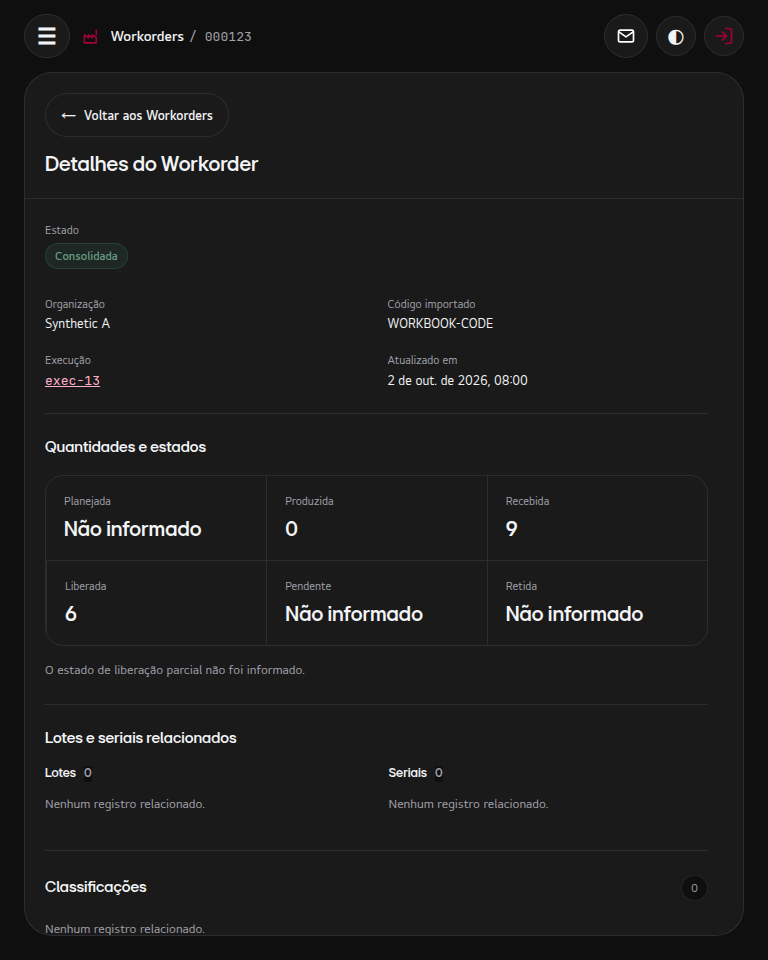 Workorders / 000123
← Voltar aos Workorders
Detalhes do Workorder
Estado
Consolidada
Organização Código importado
Synthetic A WORKBOOK-CODE
Execução Atualizado em
exec-13 2 de out. de 2026, 08:00
Quantidades e estados
Planejada Produzida Recebida
Não informado 0 9
Liberada Pendente Retida
6 Não informado Não informado
O estado de liberação parcial não foi informado.
Lotes e seriais relacionados
Lotes 0 Seriais 0
Nenhum registro relacionado. Nenhum registro relacionado.
Classificações 0
Nenhum registro relacionado.